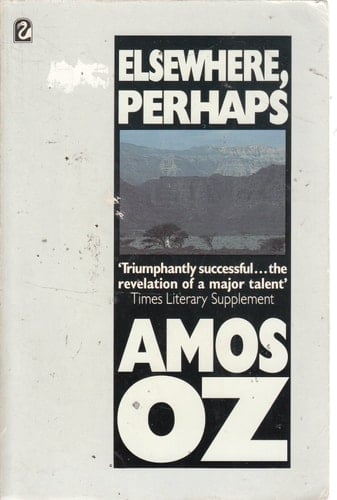 ELSEWHERE,
PERHAPS
'Triumphantly successful...the
revelation of a major talent'
Times Literary Supplement
AMOS
OZ